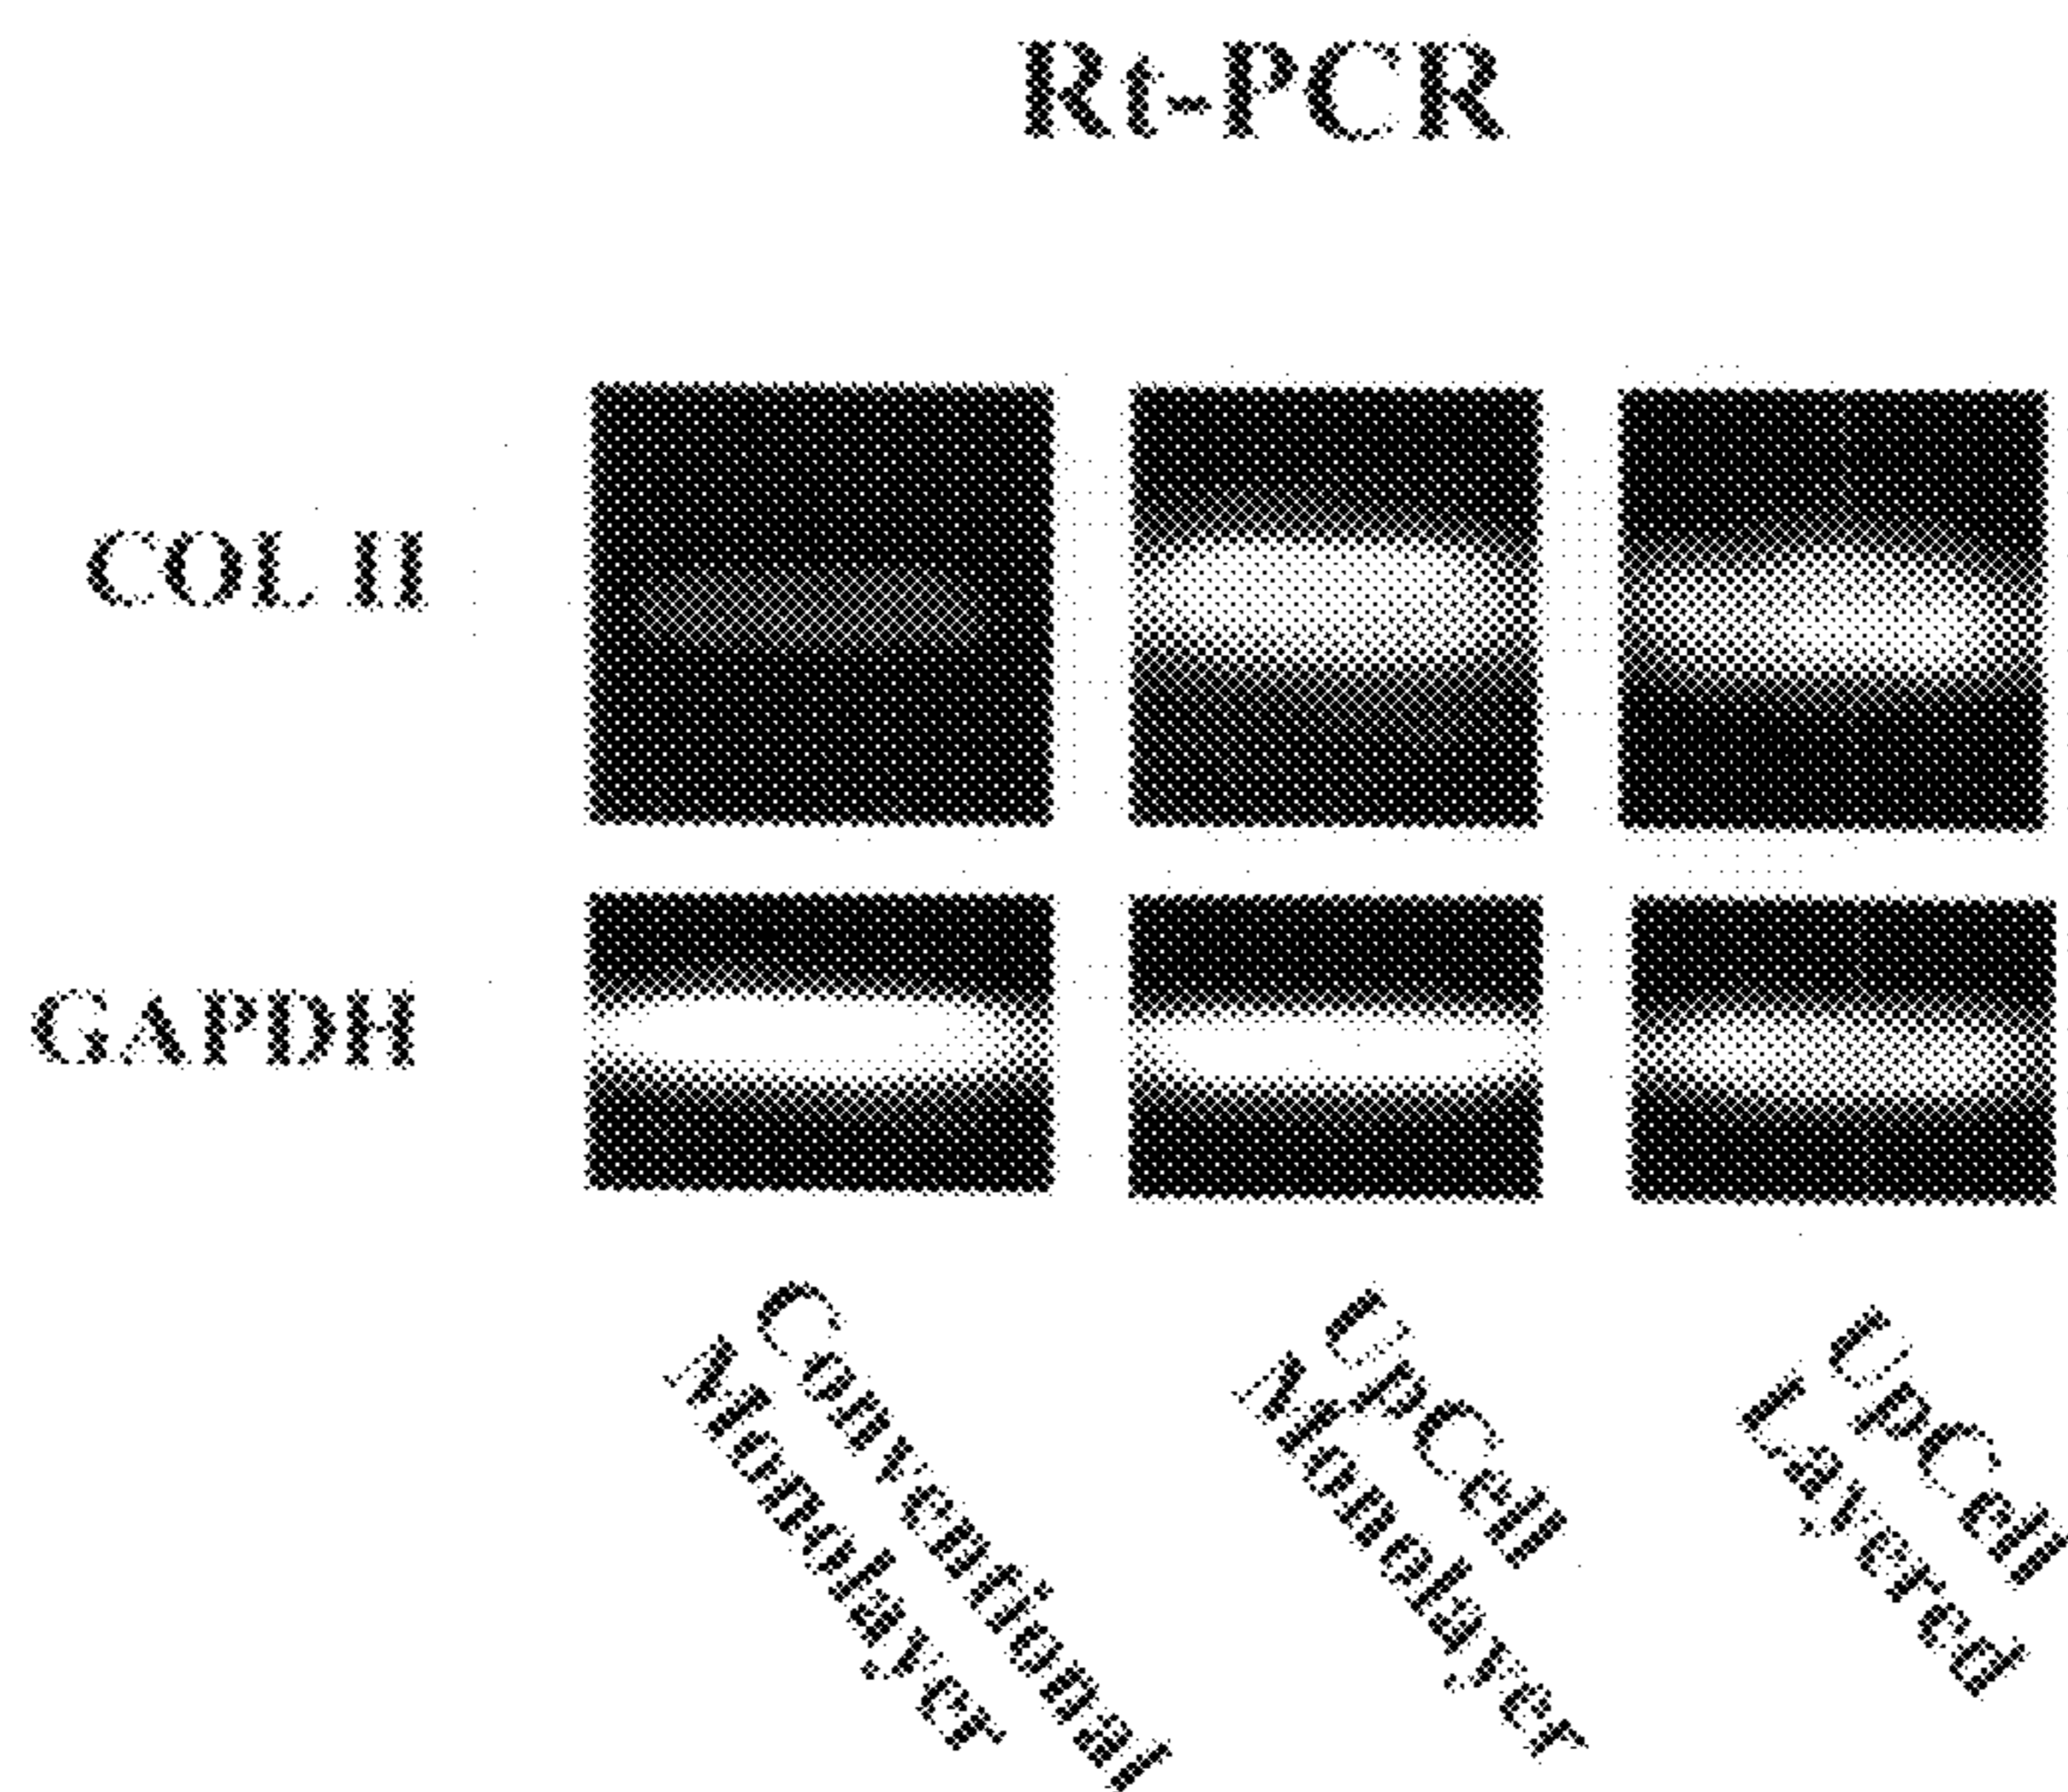 Rt-PCR
COL II
GAPDH
Conventional
Monolayer
UpCell
Monolayer
UpCell
Layered